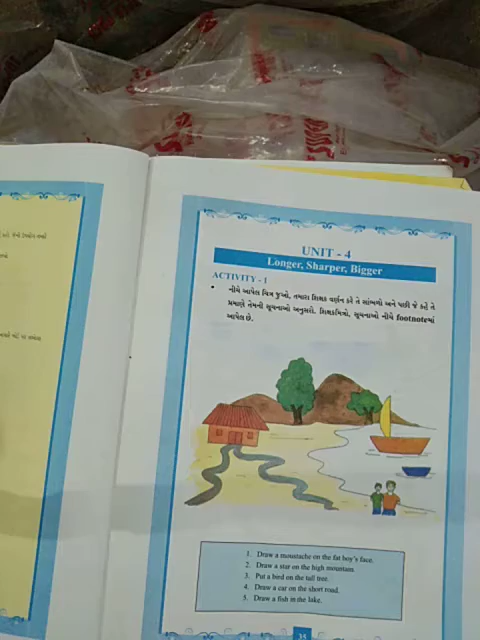 UNIT - 4
Longer, Sharper, Bigger
ACTIVITY - 1
• નીચે આપેલ ચિત્ર જુઓ, તમારા શિક્ષક વર્ણન કરે તે સાંભળો અને પછી જે કહે તે
પ્રમાણે તેમની સૂચનાઓ અનુસરો. શિક્ષકમિત્રો, સૂચનાઓ નીચે footnoteમાં
આપેલ છે.
1. Draw a moustache on the fat boy's face.
2. Draw a star on the high mountain.
3. Put a bird on the tall tree.
4. Draw a car on the short road.
5. Draw a fish in the lake.
35